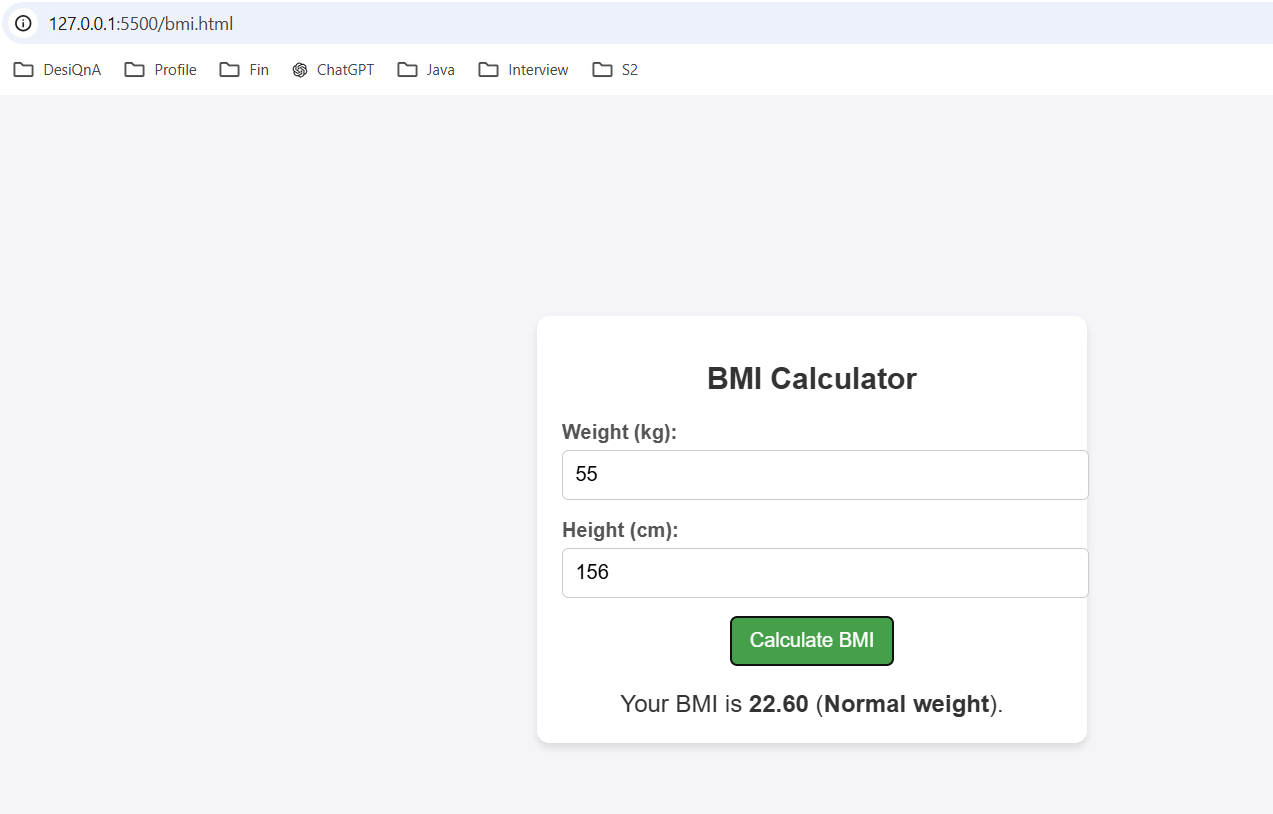 127.0.0.1:5500/bmi.html
DesiQnA Profile Fin ChatGPT Java Interview S2
BMI Calculator
Weight (kg):
55
Height (cm):
156
Calculate BMI
Your BMI is 22.60 (Normal weight).